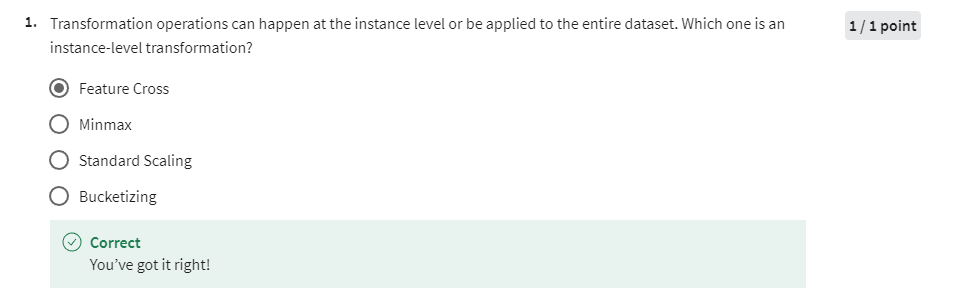 1. Transformation operations can happen at the instance level or be applied to the entire dataset. Which one is an
1 / 1 point
instance-level transformation?
Feature Cross
Minmax
Standard Scaling
Bucketizing
Correct
You've got it right!